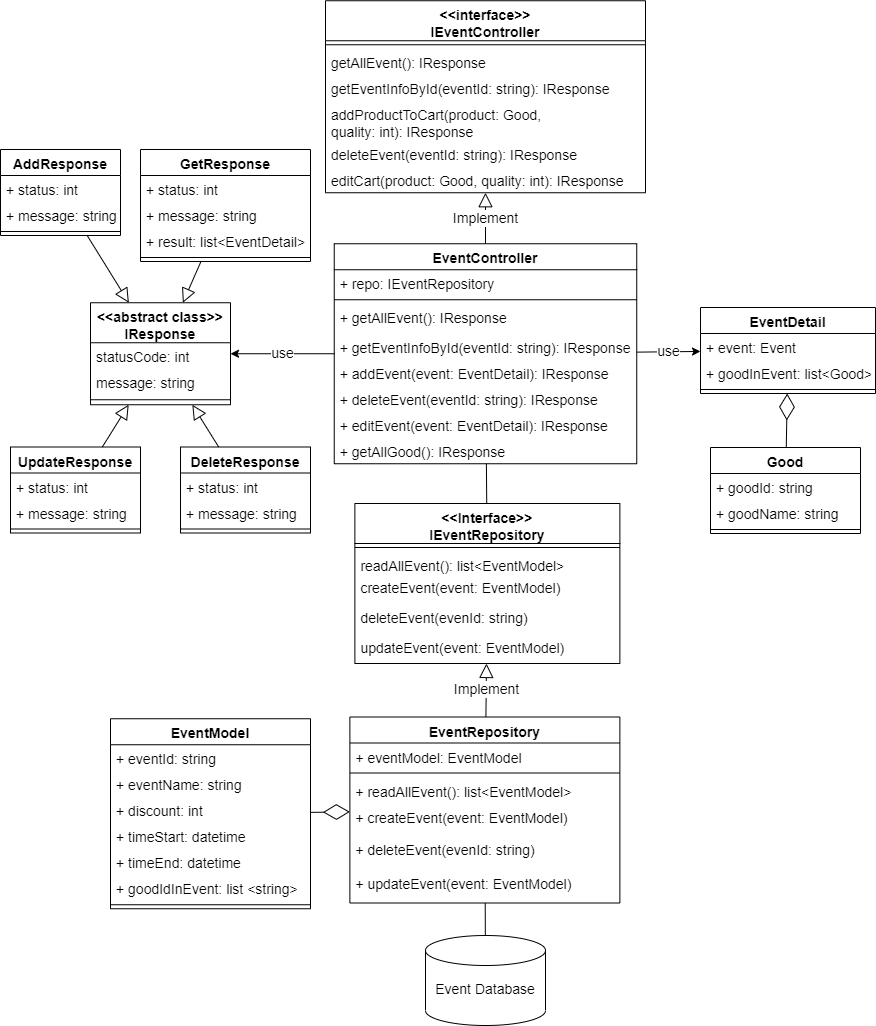 <<interface>>
IEventController
getAllEvent(): IResponse
getEventInfoById(eventId: string): IResponse
addProductToCart(product: Good,
quality: int): IResponse
deleteEvent(eventId: string): IResponse
editCart(product: Good, quality: int): IResponse
AddResponse
+ status: int
+ message: string
GetResponse
+ status: int
+ message: string
+ result: list<EventDetail>
Implement
EventController
+ repo: IEventRepository
+ getAllEvent(): IResponse
+ getEventInfoById(eventId: string): IResponse
+ addEvent(event: EventDetail): IResponse
+ deleteEvent(eventId: string): IResponse
+ editEvent(event: EventDetail): IResponse
+ getAllGood(): IResponse
<<abstract class>>
IResponse
statusCode: int
message: string
use
use
EventDetail
+ event: Event
+ goodInEvent: list<Good>
UpdateResponse
+ status: int
+ message: string
DeleteResponse
+ status: int
+ message: string
Good
+ goodId: string
+ goodName: string
<<Interface>>
IEventRepository
readAllEvent(): list<EventModel>
createEvent(event: EventModel)
deleteEvent(evenId: string)
updateEvent(event: EventModel)
Implement
EventModel
+ eventId: string
+ eventName: string
+ discount: int
+ timeStart: datetime
+ timeEnd: datetime
+ goodIdInEvent: list <string>
EventRepository
+ eventModel: EventModel
+ readAllEvent(): list<EventModel>
+ createEvent(event: EventModel)
+ deleteEvent(evenId: string)
+ updateEvent(event: EventModel)
Event Database